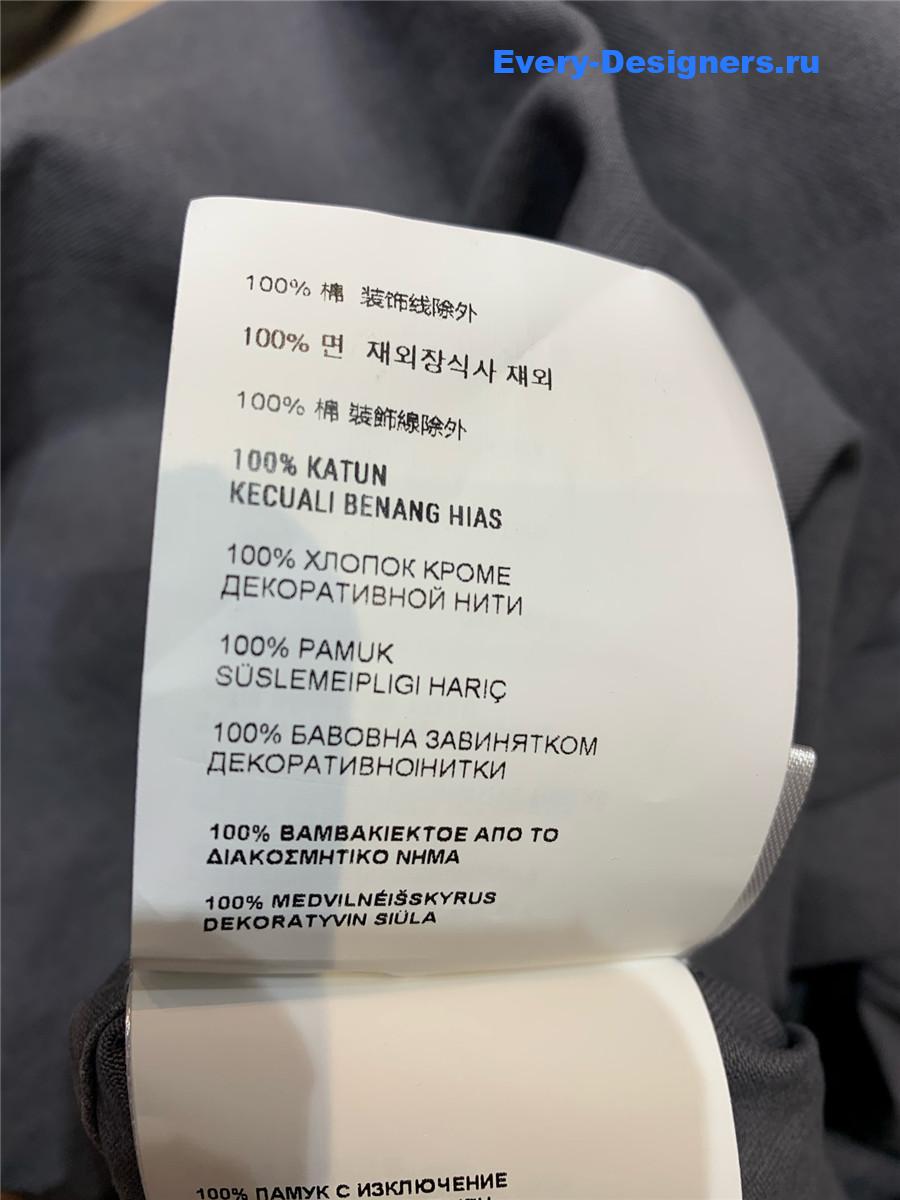 Every-Designers.ru
100% 棉 装饰线除外
100% 면 재외장식사 재외
100% 棉 裝飾線除外
100% KATUN
KECUALI BENANG HIAS
100% ХЛОПОК КРОМЕ
ДЕКОРАТИВНОЙ НИТИ
100% PAMUK
SÜSLEMEIPLIGI HARIÇ
100% БАВОВНА ЗАВИНЯТКОМ
ДЕКОРАТИВНОІНИТКИ
100% ΒΑΜΒΑΚΙΕΚΤΟΕ ΑΠΟ ΤΟ
ΔΙΑΚΟΣΜΗΤΙΚΟ ΝΗΜΑ
100% MEDVILNÉIŠSKYRUS
DEKORATYVIN SIÜLA
100% ПАМУК С ИЗКЛЮЧЕНИЕ